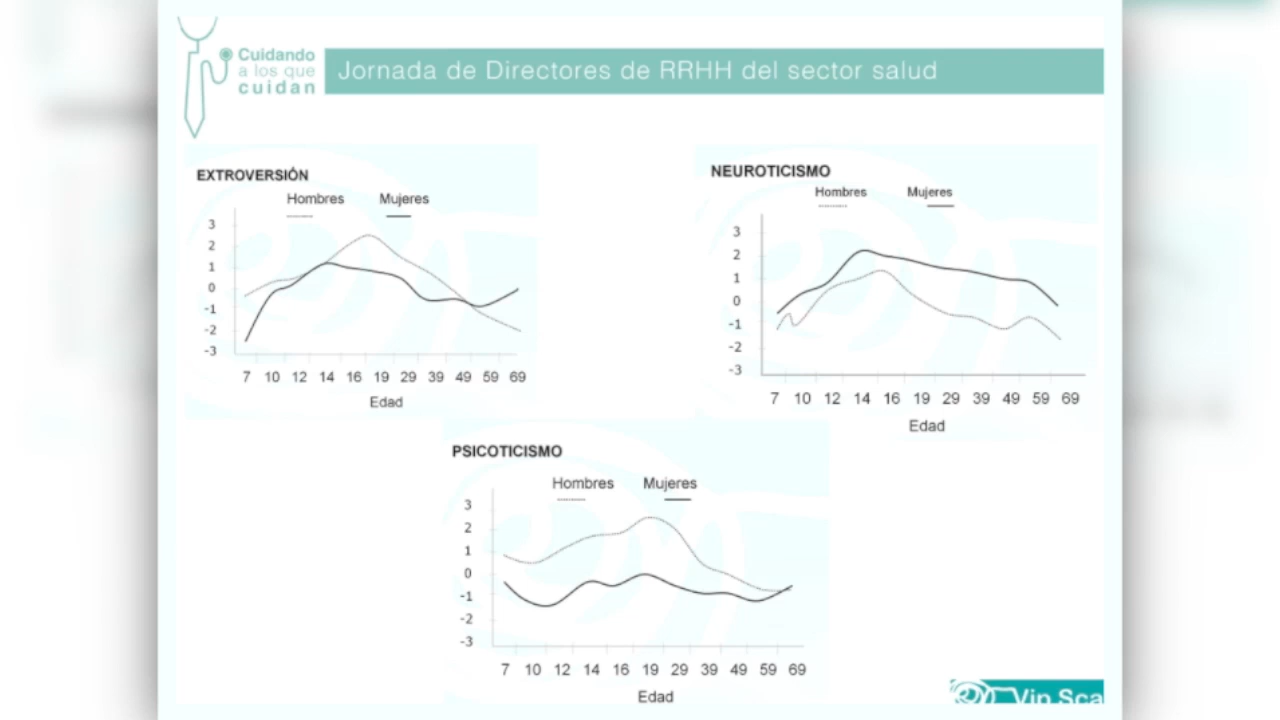 Cuidando
a los que
cuidan
Jornada de Directores de RRHH del sector salud
EXTROVERSIÓN
Hombres Mujeres
3
2
1
0
-1
-2
-3
7 10 12 14 16 19 29 39 49 59 69
Edad
NEUROTICISMO
Hombres Mujeres
3
2
1
0
-1
-2
-3
7 10 12 14 16 19 29 39 49 59 69
Edad
PSICOTICISMO
Hombres Mujeres
3
2
1
0
-1
-2
-3
7 10 12 14 16 19 29 39 49 59 69
Edad
Vip Sca